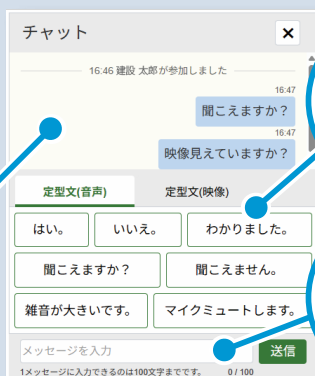 チャット
16:46 建設 太郎が参加しました
16:47
聞こえますか？
16:47
映像見えていますか？
定型文(音声) 定型文(映像)
はい。 いいえ。 わかりました。
聞こえますか？ 聞こえません。
雑音が大きいです。 マイクミュートします。
メッセージを入力 送信
1メッセージに入力できるのは100文字までです。 0 / 100